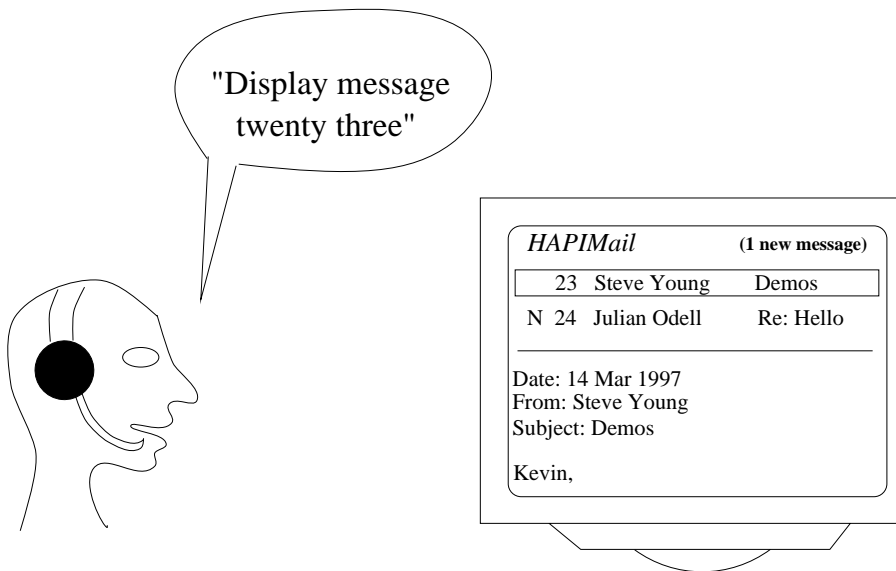 "Display message
twenty three"
HAPIMail (1 new message)
23 Steve Young Demos
N 24 Julian Odell Re: Hello
Date: 14 Mar 1997
From: Steve Young
Subject: Demos
Kevin,